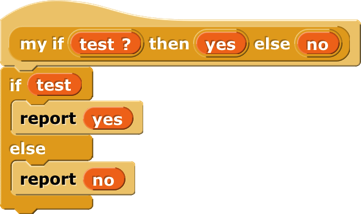 my if test ? then yes else no
if test
report yes
else
report no